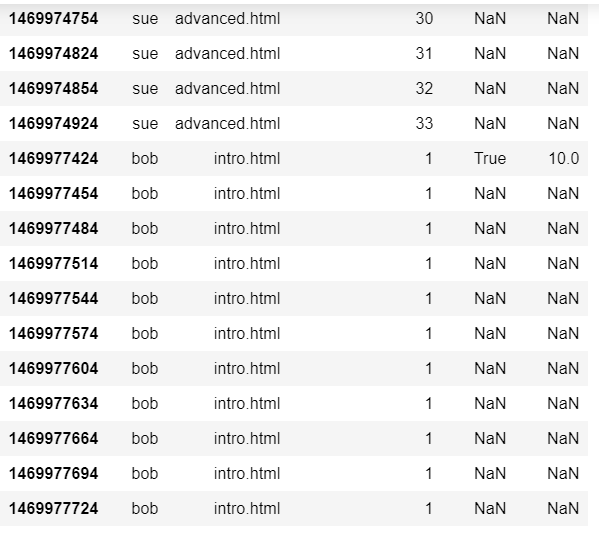 1469974754 sue advanced.html 30 NaN NaN
1469974824 sue advanced.html 31 NaN NaN
1469974854 sue advanced.html 32 NaN NaN
1469974924 sue advanced.html 33 NaN NaN
1469977424 bob intro.html 1 True 10.0
1469977454 bob intro.html 1 NaN NaN
1469977484 bob intro.html 1 NaN NaN
1469977514 bob intro.html 1 NaN NaN
1469977544 bob intro.html 1 NaN NaN
1469977574 bob intro.html 1 NaN NaN
1469977604 bob intro.html 1 NaN NaN
1469977634 bob intro.html 1 NaN NaN
1469977664 bob intro.html 1 NaN NaN
1469977694 bob intro.html 1 NaN NaN
1469977724 bob intro.html 1 NaN NaN